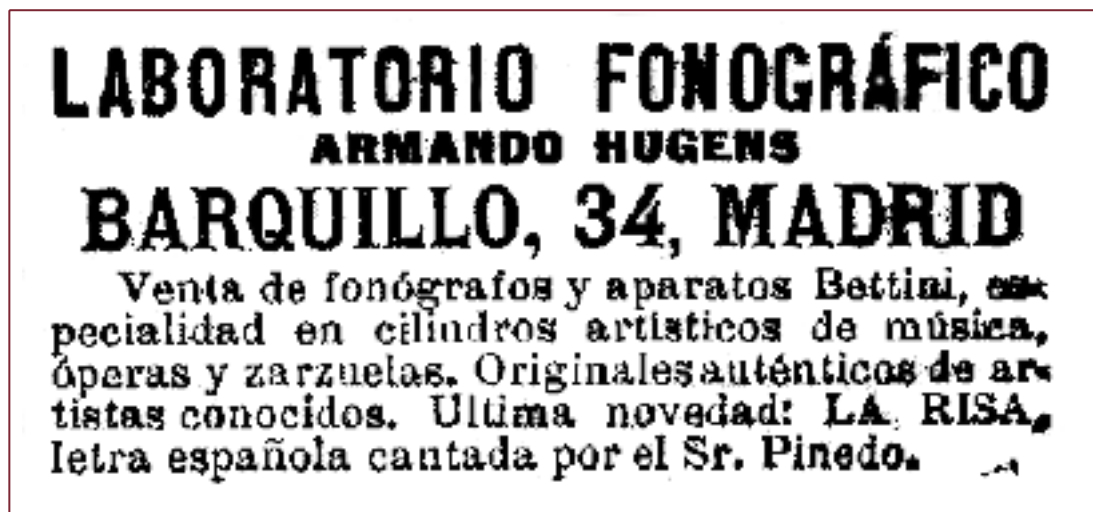 LABORATORIO FONOGRÁFICO
ARMANDO HUGENS
BARQUILLO, 34, MADRID
Venta de fonógrafos y aparatos Bettini, es-
pecialidad en cilindros artísticos de música,
óperas y zarzuelas. Originales auténticos de ar-
tistas conocidos. Ultima novedad: LA RISA,
letra española cantada por el Sr. Pinedo.